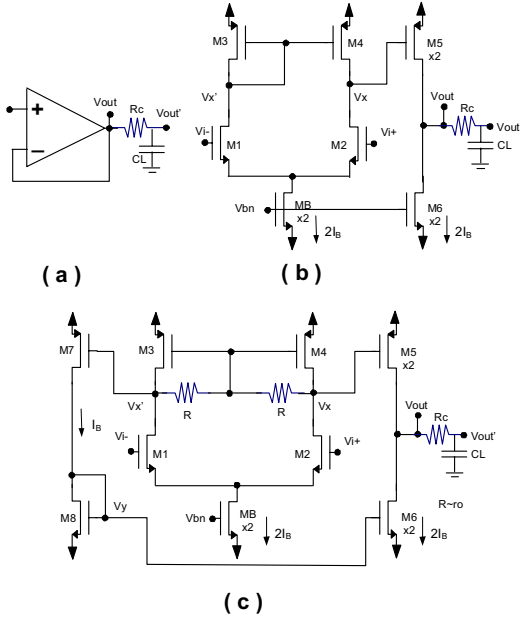 +
−
Vout
Rc
Vout'
CL
( a )
M3
M4
M5
x2
Vx'
Vx
Vi-
M1
M2
Vi+
Vout
Rc
Vout
CL
Vbn
MB
x2
2IB
M6
x2
2IB
( b )
M7
M3
M4
M5
x2
Vx'
R
R
Vx
IB
Vi-
M1
M2
Vi+
Vout
Rc
Vout'
CL
M8
Vy
Vbn
MB
x2
2IB
M6
x2
2IB
R~ro
( c )